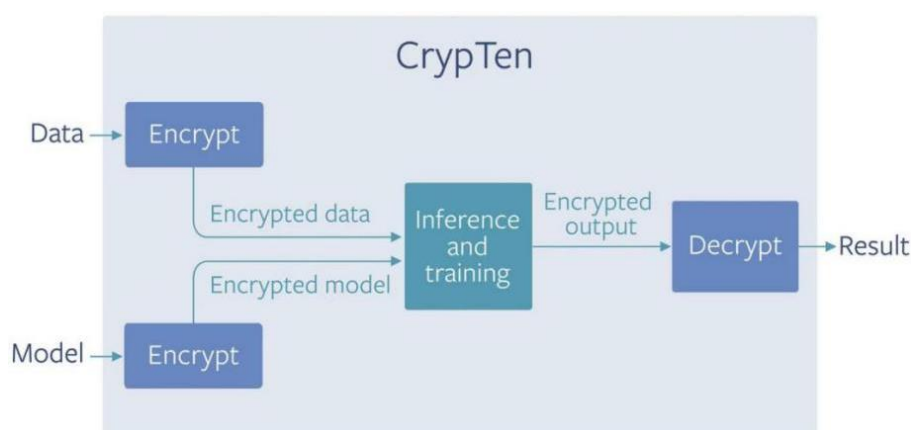 CrypTen
Data
Encrypt
Encrypted data
Inference
and
training
Encrypted
output
Decrypt
Result
Encrypted model
Model
Encrypt